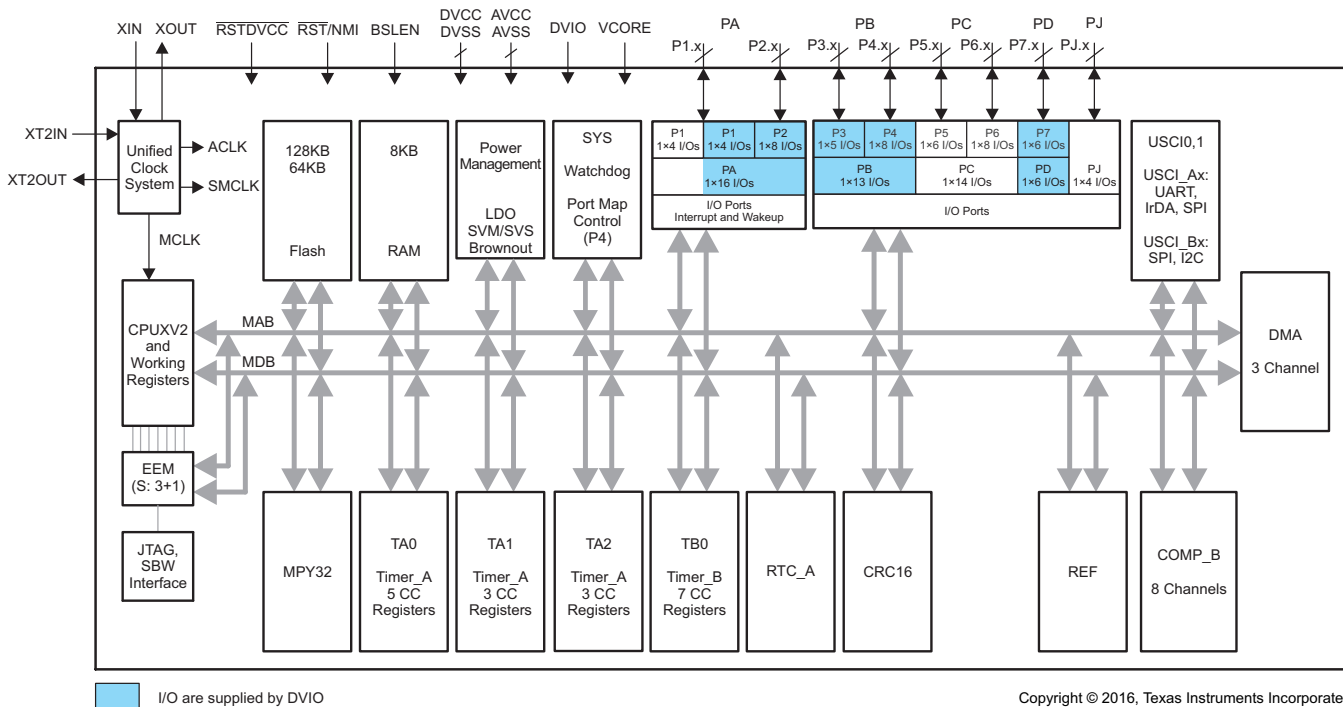 XIN XOUT RSTDVCC RST/NMI BSLEN DVCC DVSS AVCC AVSS DVIO VCORE
PA PB PC PD PJ
P1.x P2.x P3.x P4.x P5.x P6.x P7.x PJ.x
XT2IN
XT2OUT
Unified
Clock
System
ACLK
SMCLK
MCLK
128KB
64KB
Flash
8KB
RAM
Power
Management
LDO
SVM/SVS
Brownout
SYS
Watchdog
Port Map
Control
(P4)
P1
1×4 I/Os
P1
1×4 I/Os
P2
1×8 I/Os
PA
1×16 I/Os
I/O Ports
Interrupt and Wakeup
P3
1×5 I/Os
P4
1×8 I/Os
P5
1×6 I/Os
P6
1×8 I/Os
P7
1×6 I/Os
PB
1×13 I/Os
PC
1×14 I/Os
PD
1×6 I/Os
PJ
1×4 I/Os
I/O Ports
USCI0,1
USCI_Ax:
UART,
IrDA, SPI
USCI_Bx:
SPI, I2C
CPUXV2
and
Working
Registers
MAB
MDB
DMA
3 Channel
EEM
(S: 3+1)
JTAG,
SBW
Interface
MPY32
TA0
Timer_A
5 CC
Registers
TA1
Timer_A
3 CC
Registers
TA2
Timer_A
3 CC
Registers
TB0
Timer_B
7 CC
Registers
RTC_A
CRC16
REF
COMP_B
8 Channels
I/O are supplied by DVIO
Copyright © 2016, Texas Instruments Incorporate